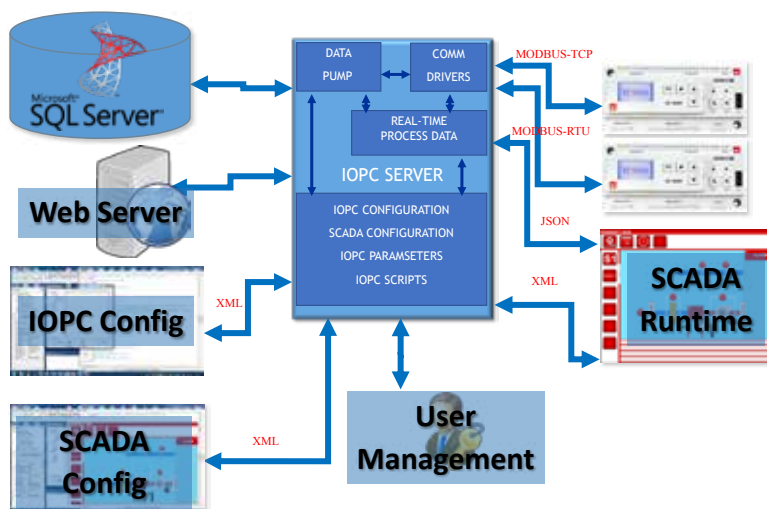 Microsoft
SQL Server
DATA
PUMP
COMM
DRIVERS
REAL-TIME
PROCESS DATA
IOPC SERVER
IOPC CONFIGURATION
SCADA CONFIGURATION
IOPC PARAMSETERS
IOPC SCRIPTS
MODBUS-TCP
MODBUS-RTU
JSON
XML
Web Server
XML
IOPC Config
SCADA
Runtime
XML
SCADA
Config
User
Management